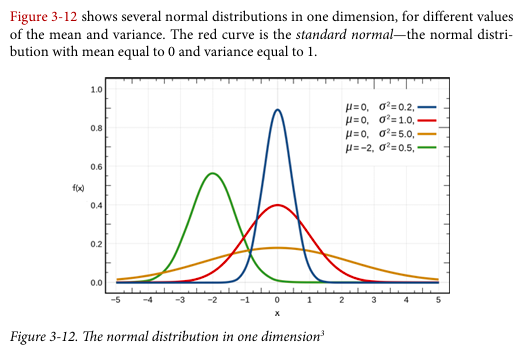 Figure 3-12 shows several normal distributions in one dimension, for different values
of the mean and variance. The red curve is the standard normal—the normal distri-
bution with mean equal to 0 and variance equal to 1.
1.0
0.8
0.6
0.4
0.2
0.0
f(x)
μ=0, σ²=0.2,
μ=0, σ²=1.0,
μ=0, σ²=5.0,
μ=-2, σ²=0.5,
−5 −4 −3 −2 −1 0 1 2 3 4 5
x
Figure 3-12. The normal distribution in one dimension³